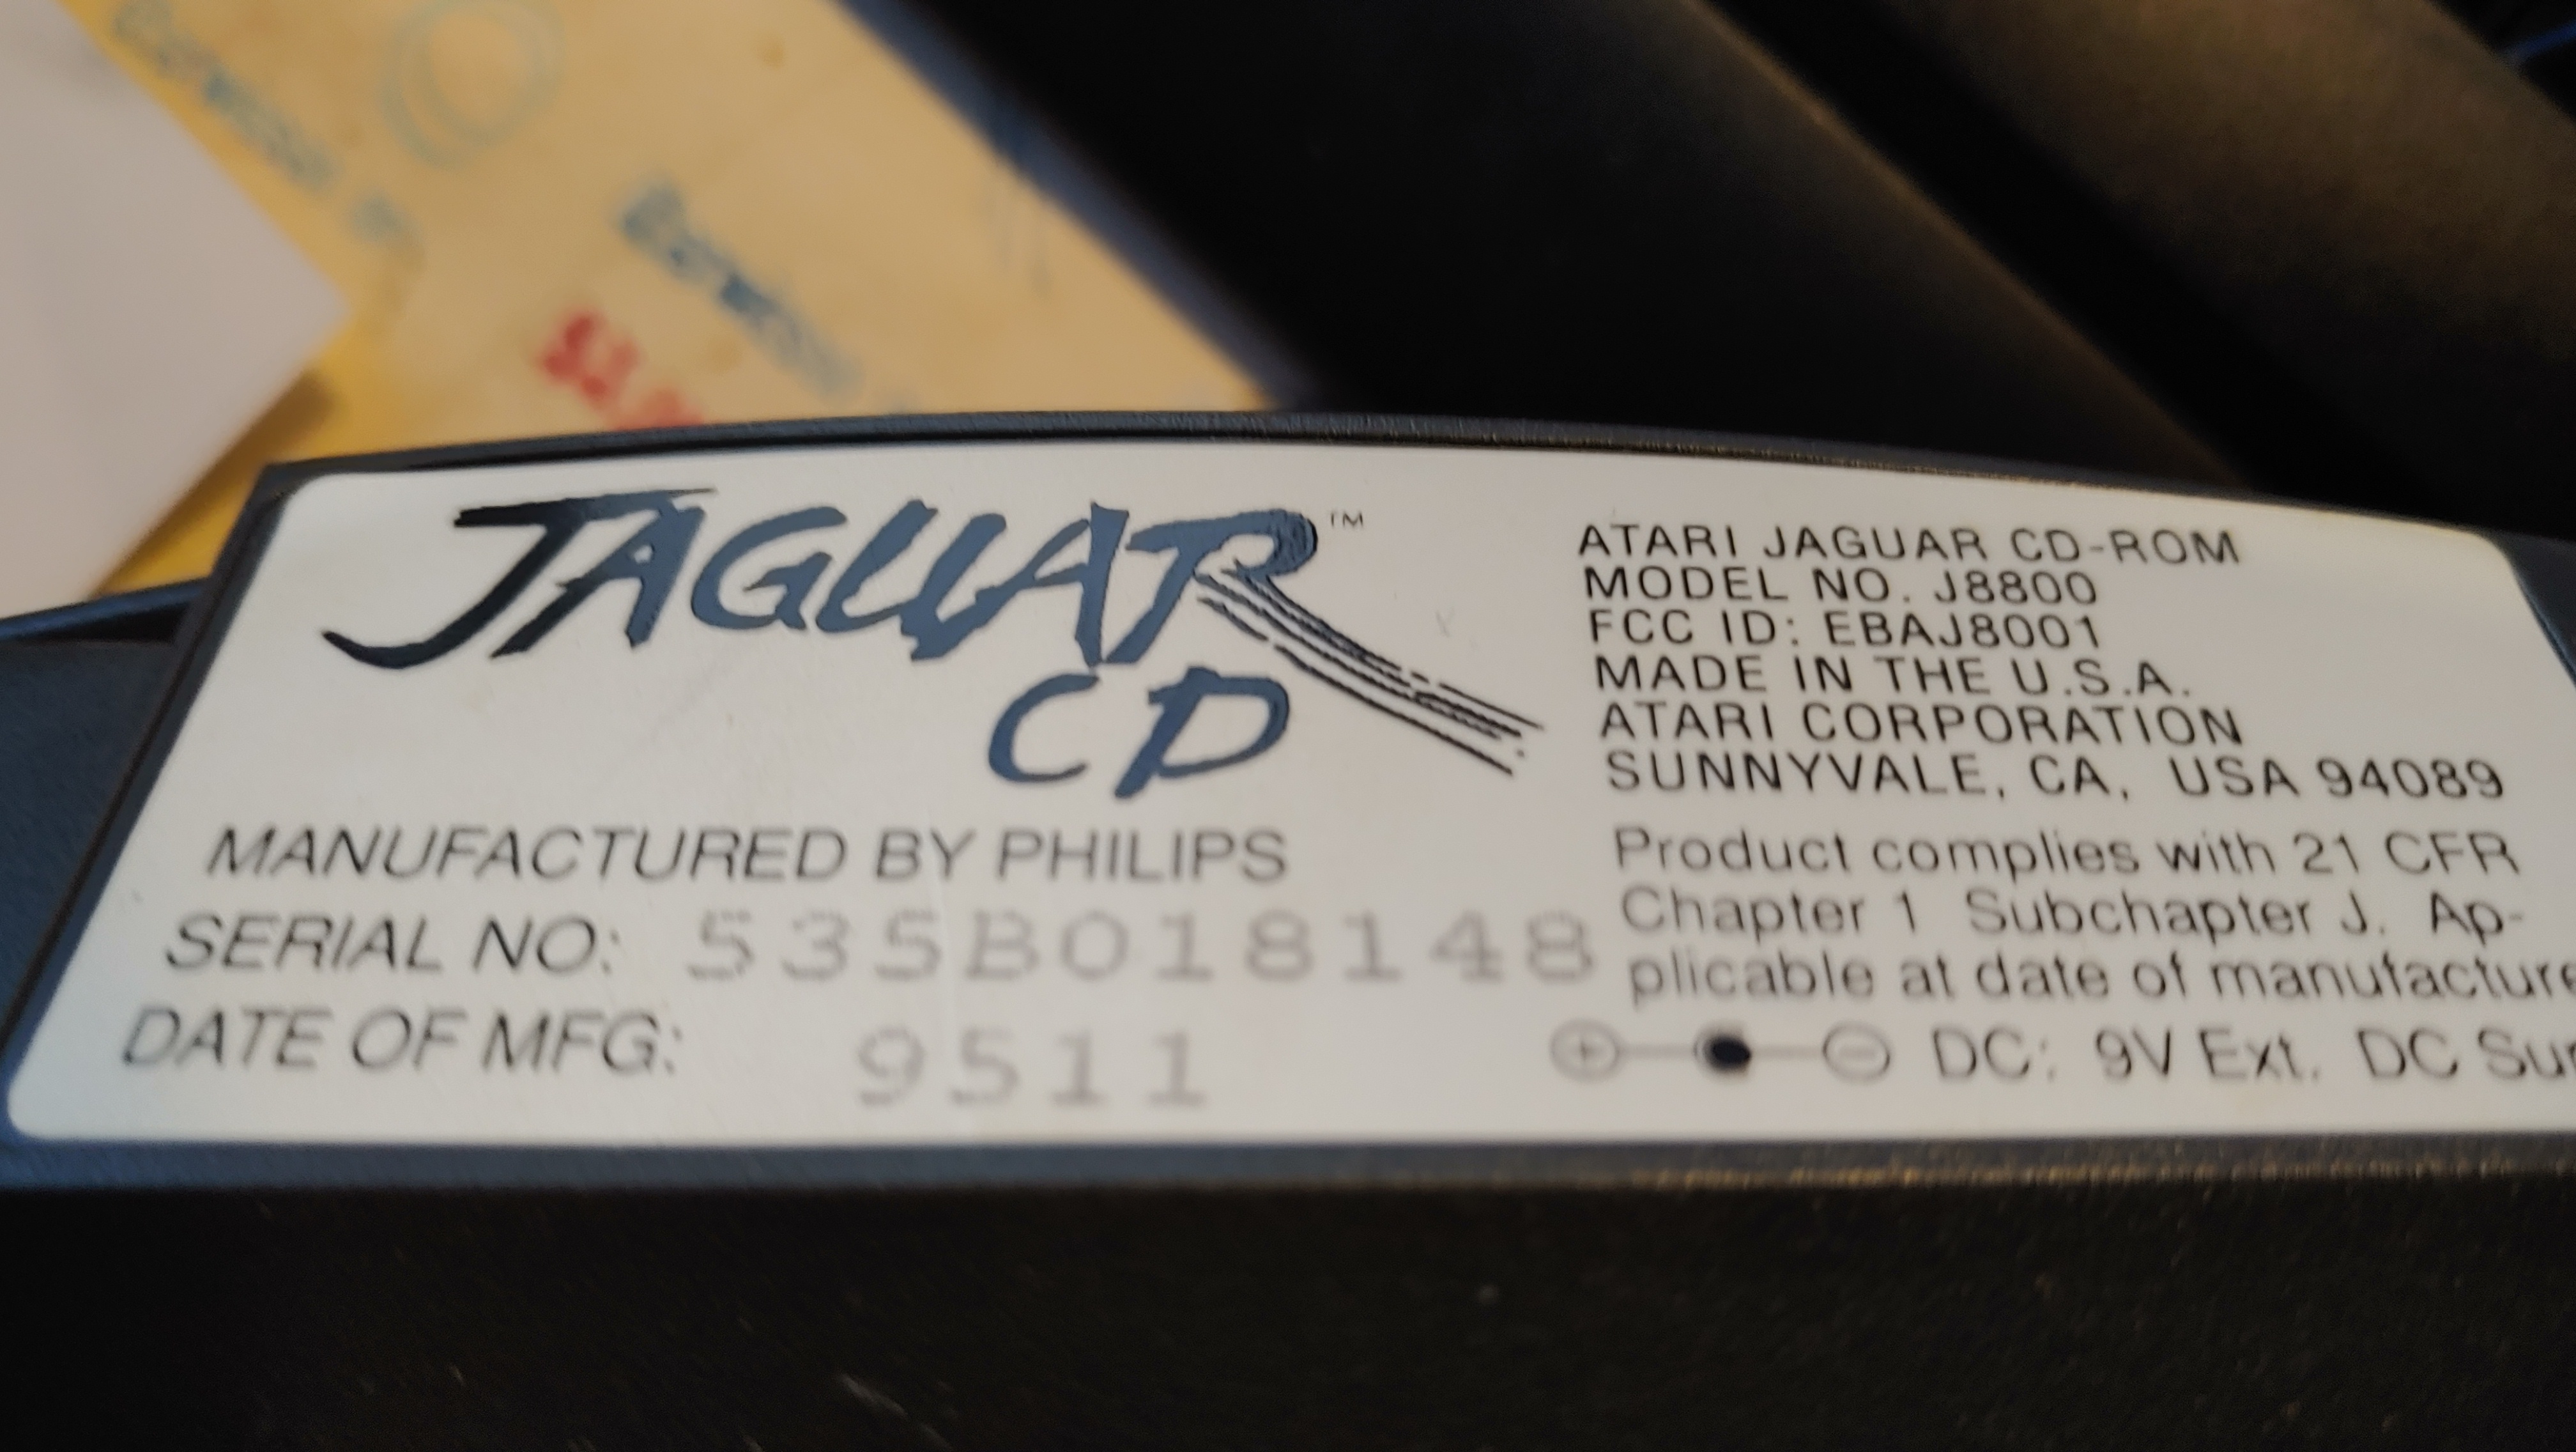 JAGUAR™
CD
MANUFACTURED BY PHILIPS
SERIAL NO: 535B018148
DATE OF MFG: 9511
ATARI JAGUAR CD-ROM
MODEL NO. J8800
FCC ID: EBAJ8001
MADE IN THE U.S.A.
ATARI CORPORATION
SUNNYVALE, CA, USA 94089
Product complies with 21 CFR
Chapter 1 Subchapter J. Ap-
plicable at date of manufacture
DC: 9V Ext. DC